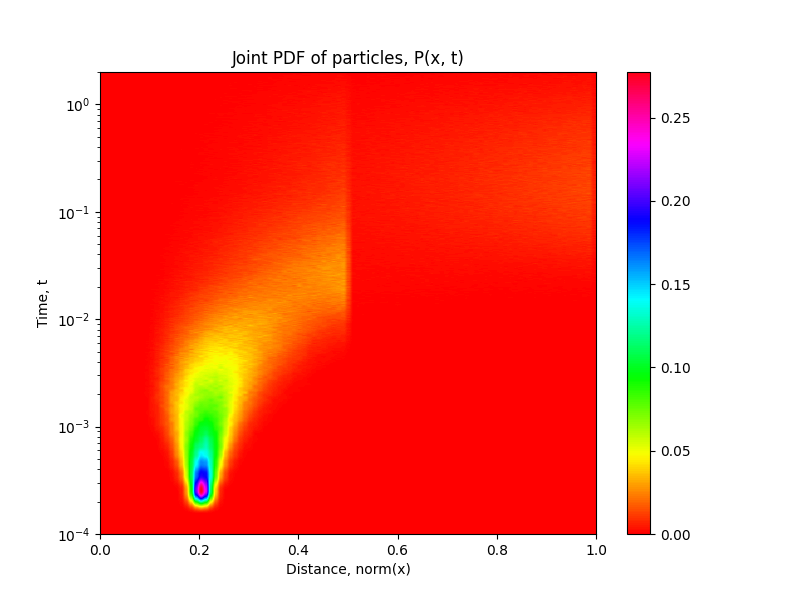 Joint PDF of particles, P(x, t)
Time, t
10⁰
10⁻¹
10⁻²
10⁻³
10⁻⁴
0.0 0.2 0.4 0.6 0.8 1.0
Distance, norm(x)
0.25
0.20
0.15
0.10
0.05
0.00